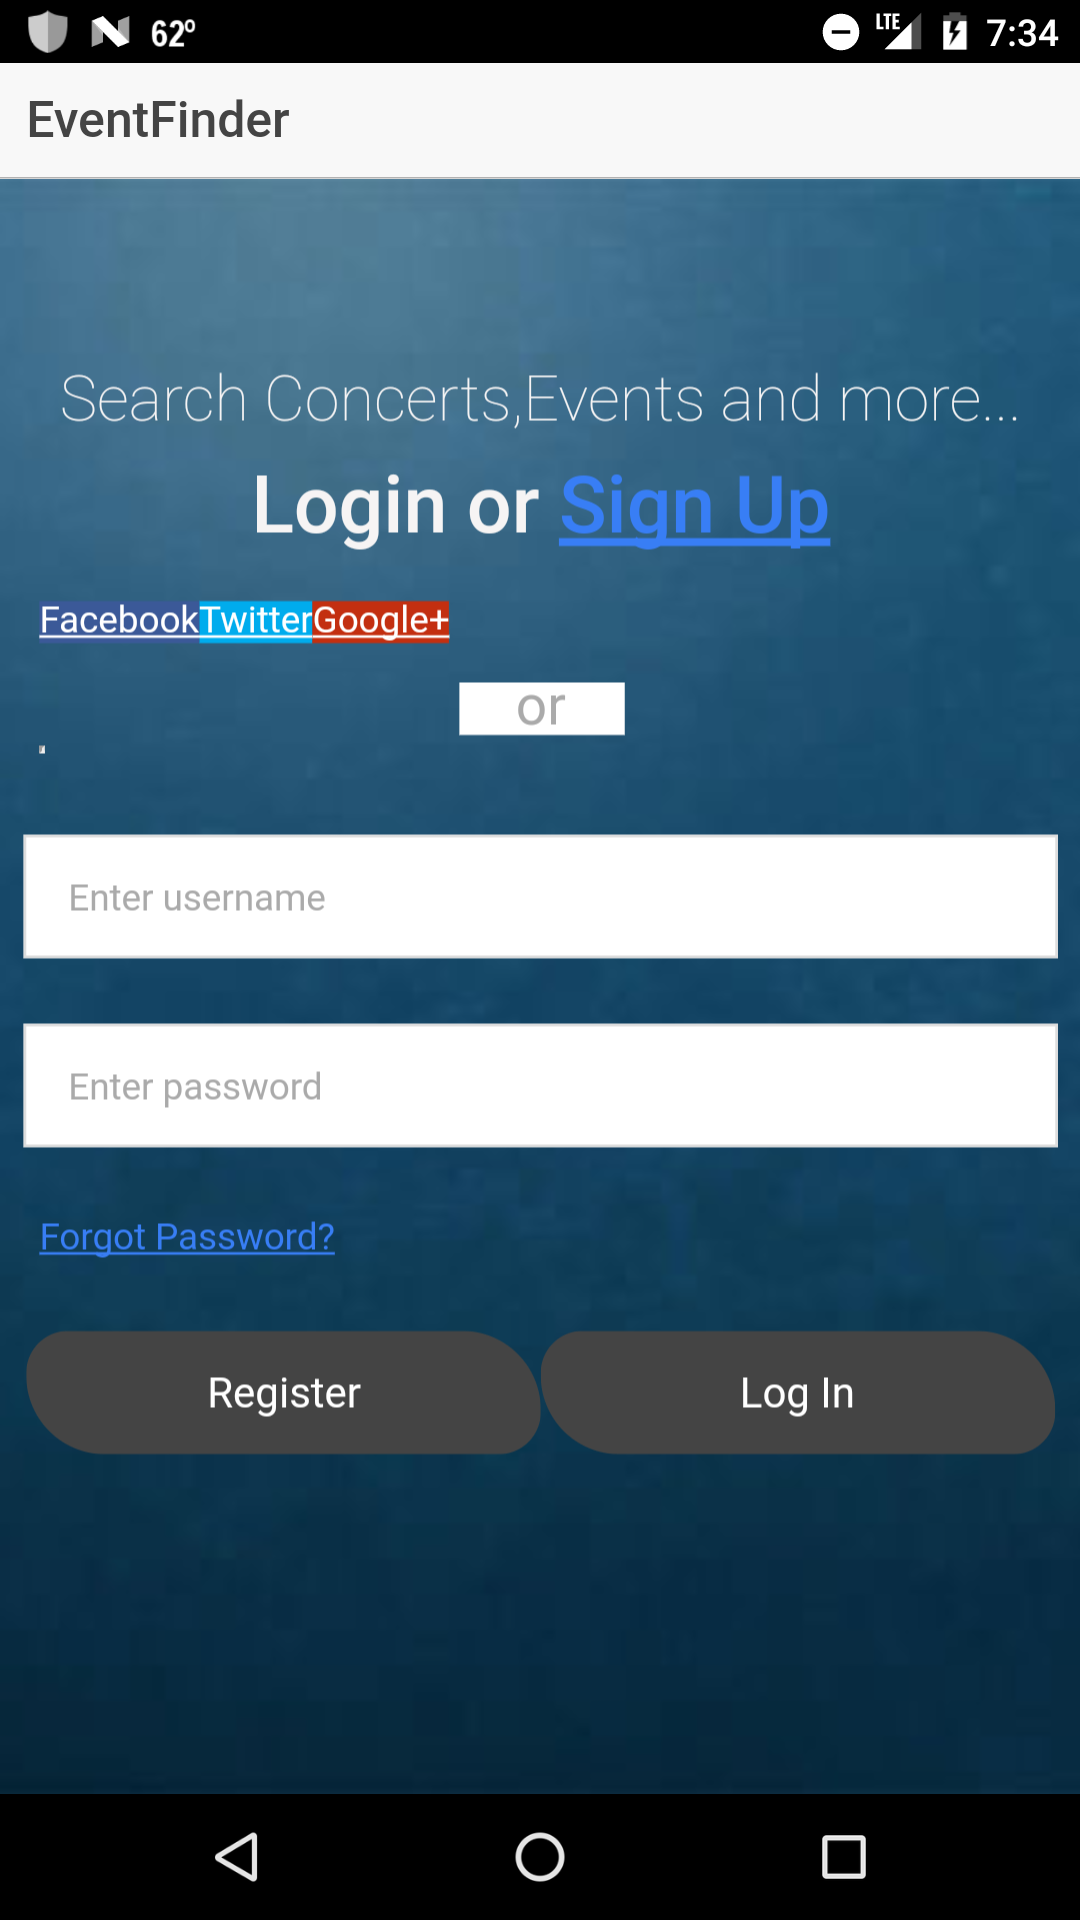 62º LTE 7:34
EventFinder
Search Concerts,Events and more...
Login or Sign Up
FacebookTwitterGoogle+
or
Enter username
Enter password
Forgot Password?
Register Log In